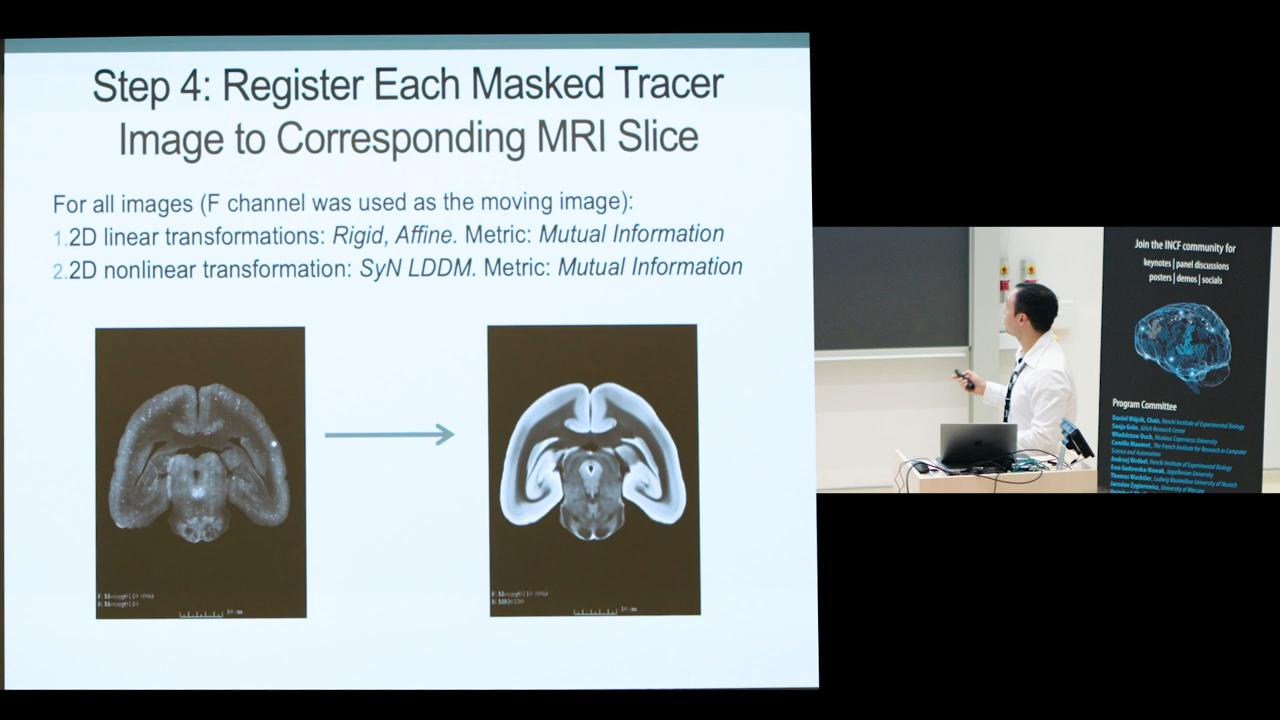 Step 4: Register Each Masked Tracer
Image to Corresponding MRI Slice
For all images (F channel was used as the moving image):
1.2D linear transformations: Rigid, Affine. Metric: Mutual Information
2.2D nonlinear transformation: SyN LDDM. Metric: Mutual Information
10 cm
10 cm
Join the INCF community for
keynotes | panel discussions
posters | demos | socials
Program Committee
Daniel Wójcik, Chair, Nencki Institute of Experimental Biology
Sonja Grün, Jülich Research Centre
Włodzisław Duch, Nicolaus Copernicus University
Camille Maumet, The French Institute for Research in Computer
Science and Automation
Andrzej Wróbel, Nencki Institute of Experimental Biology
Ewa Gudowska-Nowak, Jagiellonian University
Thomas Wachtler, Ludwig Maximilian University of Munich
Jarosław Żygierewicz, University of Warsaw